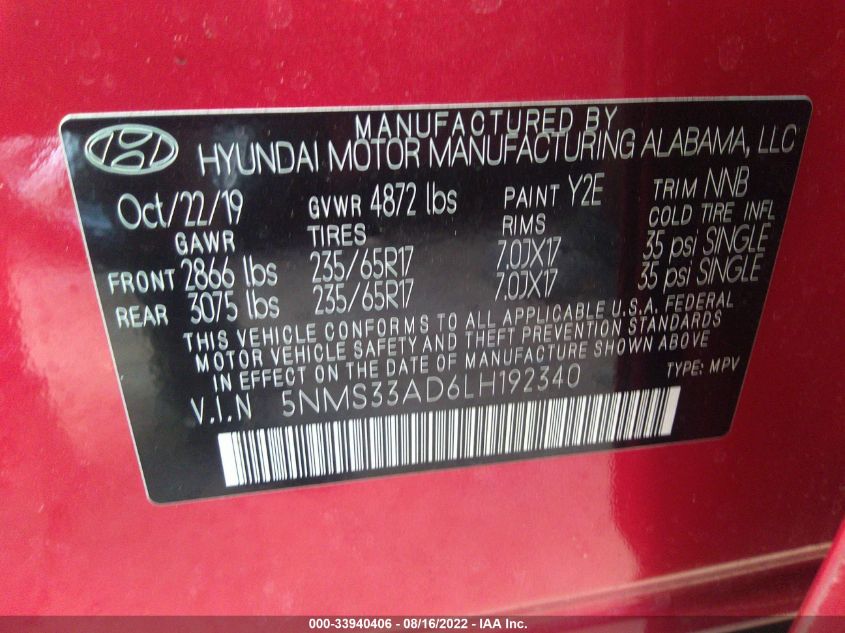 MANUFACTURED BY
HYUNDAI MOTOR MANUFACTURING ALABAMA, LLC
Oct/22/19 GVWR 4872 lbs PAINT Y2E TRIM NNB
GAWR TIRES RIMS COLD TIRE INFL
FRONT 2866 lbs 235/65R17 7.0JX17 35 psi SINGLE
REAR 3075 lbs 235/65R17 7.0JX17 35 psi SINGLE
THIS VEHICLE CONFORMS TO ALL APPLICABLE U.S.A. FEDERAL
MOTOR VEHICLE SAFETY AND THEFT PREVENTION STANDARDS
IN EFFECT ON THE DATE OF MANUFACTURE SHOWN ABOVE
V.I.N 5NMS33AD6LH192340 TYPE: MPV
000-33940406 - 08/16/2022 - IAA Inc.